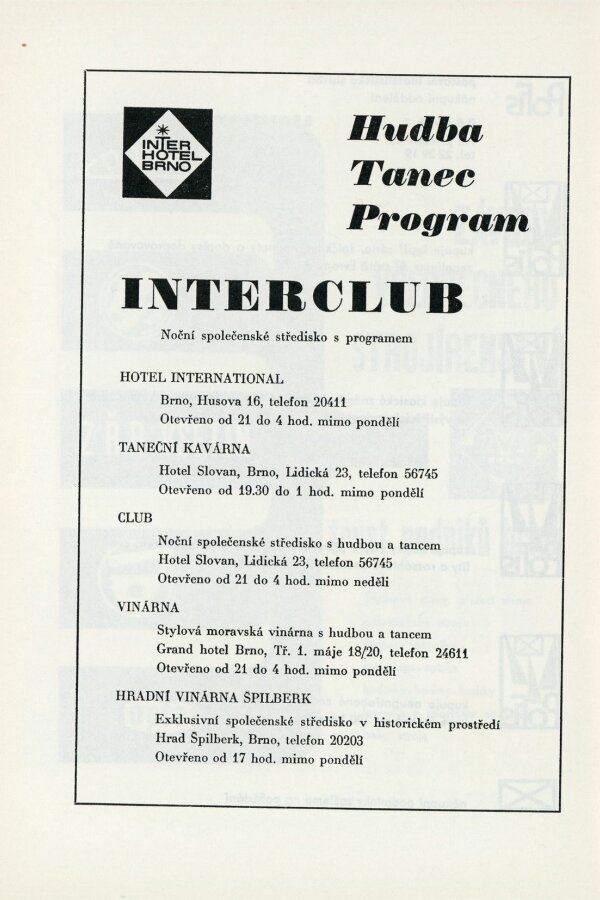 INTER
HOTEL
BRNO
Hudba
Tanec
Program
INTERCLUB
Noční společenské středisko s programem
HOTEL INTERNATIONAL
Brno, Husova 16, telefon 20411
Otevřeno od 21 do 4 hod. mimo pondělí
TANEČNÍ KAVÁRNA
Hotel Slovan, Brno, Lidická 23, telefon 56745
Otevřeno od 19.30 do 1 hod. mimo pondělí
CLUB
Noční společenské středisko s hudbou a tancem
Hotel Slovan, Lidická 23, telefon 56745
Otevřeno od 21 do 4 hod. mimo neděli
VINÁRNA
Stylová moravská vinárna s hudbou a tancem
Grand hotel Brno, Tř. 1. máje 18/20, telefon 24611
Otevřeno od 21 do 4 hod. mimo pondělí
HRADNÍ VINÁRNA ŠPILBERK
Exklusivní společenské středisko v historickém prostředí
Hrad Špilberk, Brno, telefon 20203
Otevřeno od 17 hod. mimo pondělí